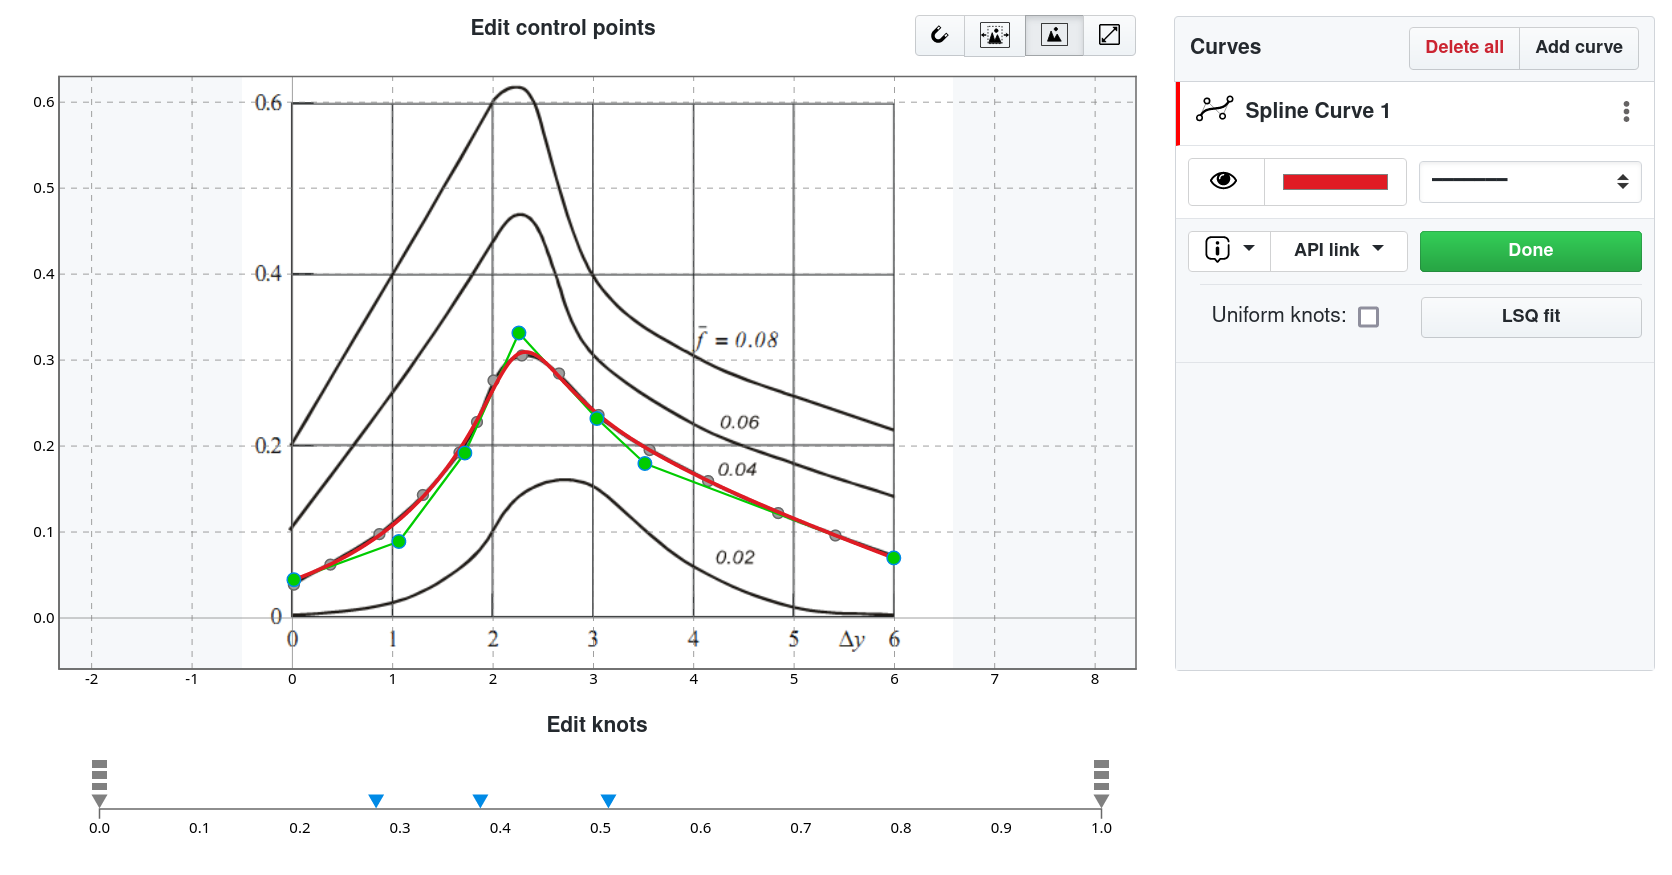 Edit control points
Curves
Delete all
Add curve
Spline Curve 1
API link
Done
Uniform knots:
LSQ fit
0.6
0.5
0.4
0.3
0.2
0.1
0.0
0.6
0.4
0.2
0
f̄ = 0.08
0.06
0.04
0.02
0 1 2 3 4 5 Δy 6
-2 -1 0 1 2 3 4 5 6 7 8
Edit knots
0.0 0.1 0.2 0.3 0.4 0.5 0.6 0.7 0.8 0.9 1.0